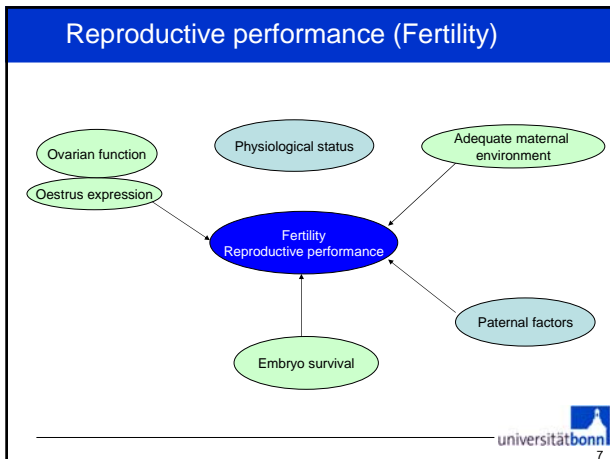 Reproductive performance (Fertility)
Ovarian function
Oestrus expression
Physiological status
Adequate maternal
environment
Fertility
Reproductive performance
Paternal factors
Embryo survival
universitätbonn
7